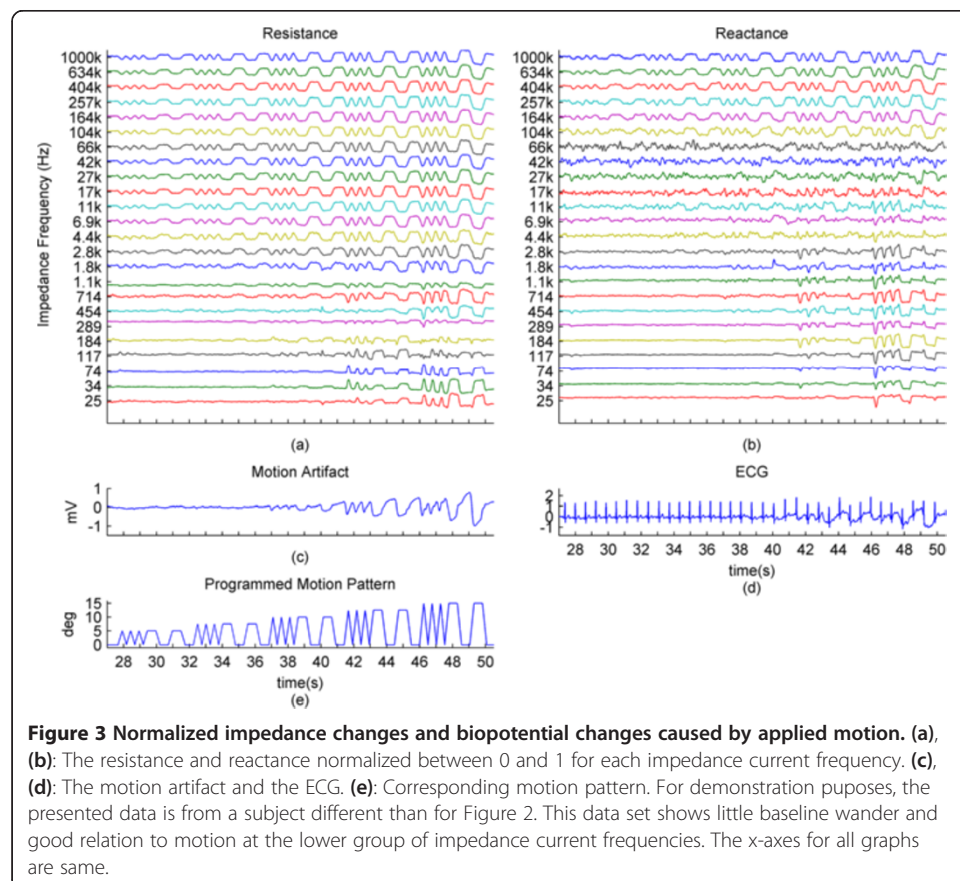 Resistance
Reactance
Impedance Frequency (Hz)
1000k
634k
404k
257k
164k
104k
66k
42k
27k
17k
11k
6.9k
4.4k
2.8k
1.8k
1.1k
714
454
289
184
117
74
34
25
1000k
634k
404k
257k
164k
104k
66k
42k
27k
17k
11k
6.9k
4.4k
2.8k
1.8k
1.1k
714
454
289
184
117
74
34
25
(a)
(b)
Motion Artifact
mV
1
0
-1
(c)
ECG
2
1
0
-1
28 30 32 34 36 38 40 42 44 46 48 50
time(s)
(d)
Programmed Motion Pattern
deg
15
10
5
0
28 30 32 34 36 38 40 42 44 46 48 50
time(s)
(e)
Figure 3 Normalized impedance changes and biopotential changes caused by applied motion. (a),
(b): The resistance and reactance normalized between 0 and 1 for each impedance current frequency. (c),
(d): The motion artifact and the ECG. (e): Corresponding motion pattern. For demonstration puposes, the
presented data is from a subject different than for Figure 2. This data set shows little baseline wander and
good relation to motion at the lower group of impedance current frequencies. The x-axes for all graphs
are same.